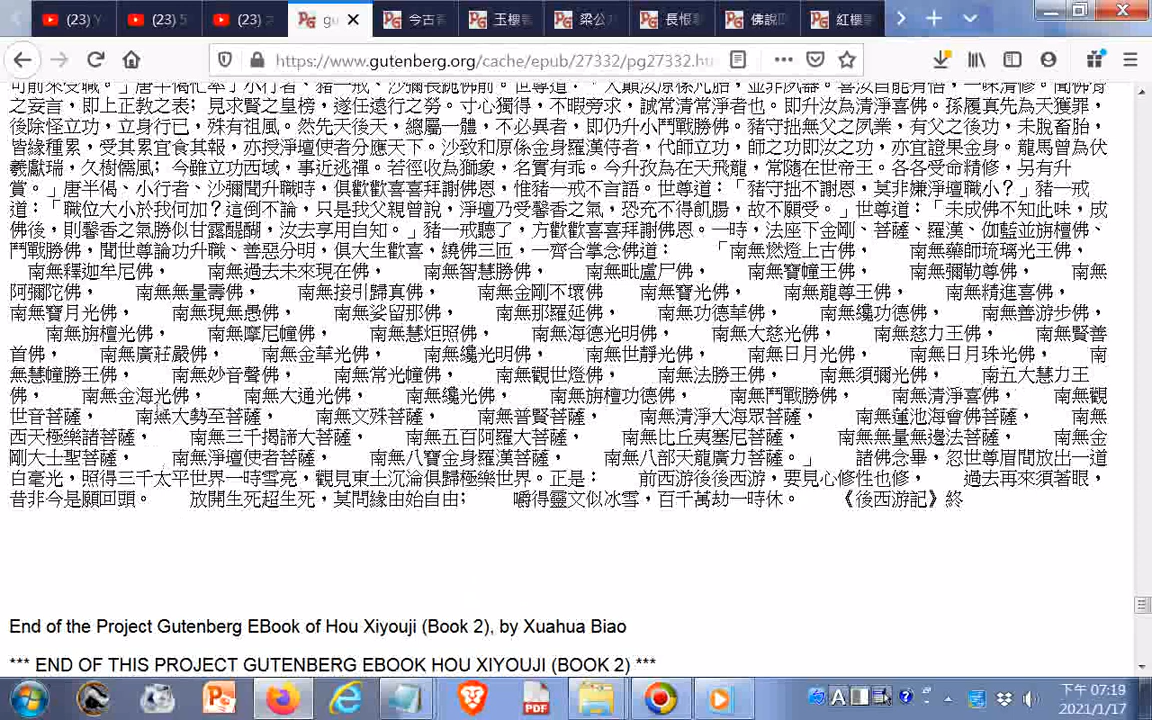 (23) Y
(23) 5
(23)
gu
今古
玉樓
梁公
長恨
佛說
紅樓
https://www.gutenberg.org/cache/epub/27332/pg27332.hu
之妄言，即上正教之表；見求賢之皇榜，遂任遠行之勞。寸心獨得，不暇旁求，誠常清常淨者也。即升汝為清淨喜佛。孫履真先為天獲罪，
後除怪立功，立身行已，殊有祖風。然先天後天，總屬一體，不必異者，即仍升小鬥戰勝佛。豬守拙無父之夙業，有父之後功，未脫畜胎，
皆緣種累，受其累宜食其報，亦授淨壇使者分應天下。沙致和原係金身羅漢侍者，代師立功，師之功即汝之功，亦宜證果金身。龍馬曾為伏
羲獻瑞，久樹儒風；今雖立功西域，事近逃禪。若徑收為獅象，名實有乖。今升孜為在天飛龍，常隨在世帝王。各各受命精修，另有升
賞。」唐半偈、小行者、沙彌聞升職時，俱歡歡喜喜拜謝佛恩，惟豬一戒不言語。世尊道：「豬守拙不謝恩，莫非嫌淨壇職小？」豬一戒
道：「職位大小於我何加？這倒不論，只是我父親曾說，淨壇乃受馨香之氣，恐充不得飢腸，故不願受。」世尊道：「未成佛不知此味，成
佛後，則馨香之氣勝似甘露醍醐，汝去享用自知。」豬一戒聽了，方歡歡喜喜拜謝佛恩。一時，法座下金剛、菩薩、羅漢、伽藍並旃檀佛、
鬥戰勝佛，聞世尊論功升職、善惡分明，俱大生歡喜，繞佛三匝，一齊合掌念佛道： 「南無燃燈上古佛， 南無藥師琉璃光王佛，
南無釋迦牟尼佛， 南無過去未來現在佛， 南無智慧勝佛， 南無毗盧尸佛， 南無寶幢王佛， 南無彌勒尊佛， 南無
阿彌陀佛， 南無無量壽佛， 南無接引歸真佛， 南無金剛不壞佛 南無寶光佛， 南無龍尊王佛， 南無精進喜佛，
南無寶月光佛， 南無現無愚佛， 南無娑留那佛， 南無那羅延佛， 南無功德華佛， 南無纔功德佛， 南無善游步佛，
南無旃檀光佛， 南無摩尼幢佛， 南無慧炬照佛， 南無海德光明佛， 南無大慈光佛， 南無慈力王佛， 南無賢善
首佛， 南無廣莊嚴佛， 南無金華光佛， 南無纔光明佛， 南無世靜光佛， 南無日月光佛， 南無日月珠光佛， 南
無慧幢勝王佛， 南無妙音聲佛， 南無常光幢佛， 南無觀世燈佛， 南無法勝王佛， 南無須彌光佛， 南五大慧力王
佛， 南無金海光佛， 南無大通光佛， 南無纔光佛， 南無旃檀功德佛， 南無鬥戰勝佛， 南無清淨喜佛， 南無觀
世音菩薩， 南無大勢至菩薩， 南無文殊菩薩， 南無普賢菩薩， 南無清淨大海眾菩薩， 南無蓮池海會佛菩薩， 南無
西天極樂諸菩薩， 南無三千揭諦大菩薩， 南無五百阿羅大菩薩， 南無比丘夷塞尼菩薩， 南無無量無邊法菩薩， 南無金
剛大士聖菩薩， 南無淨壇使者菩薩， 南無八寶金身羅漢菩薩， 南無八部天龍廣力菩薩。」 諸佛念畢，忽世尊眉間放出一道
白毫光，照得三千太平世界一時雪亮，觀見東土沉淪俱歸極樂世界。正是： 前西游後後西游，要見心修性也修， 過去再來須著眼，
昔非今是願回頭。 放開生死超生死，莫問緣由始自由； 嚼得靈文似冰雪，百千萬劫一時休。 《後西游記》終
End of the Project Gutenberg EBook of Hou Xiyouji (Book 2), by Xuahua Biao
*** END OF THIS PROJECT GUTENBERG EBOOK HOU XIYOUJI (BOOK 2) ***
PDF
下午 07:19
2021/1/17